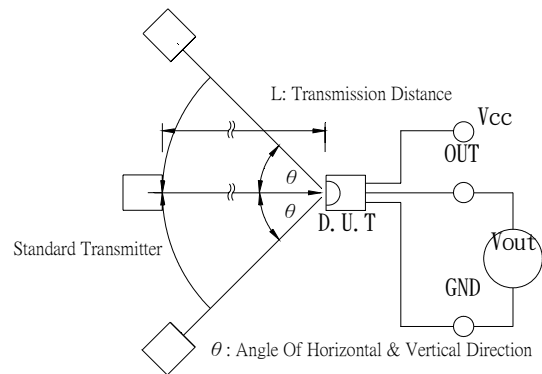 L: Transmission Distance
Vcc
OUT
θ
θ
D.U.T
Standard Transmitter
Vout
GND
θ : Angle Of Horizontal & Vertical Direction